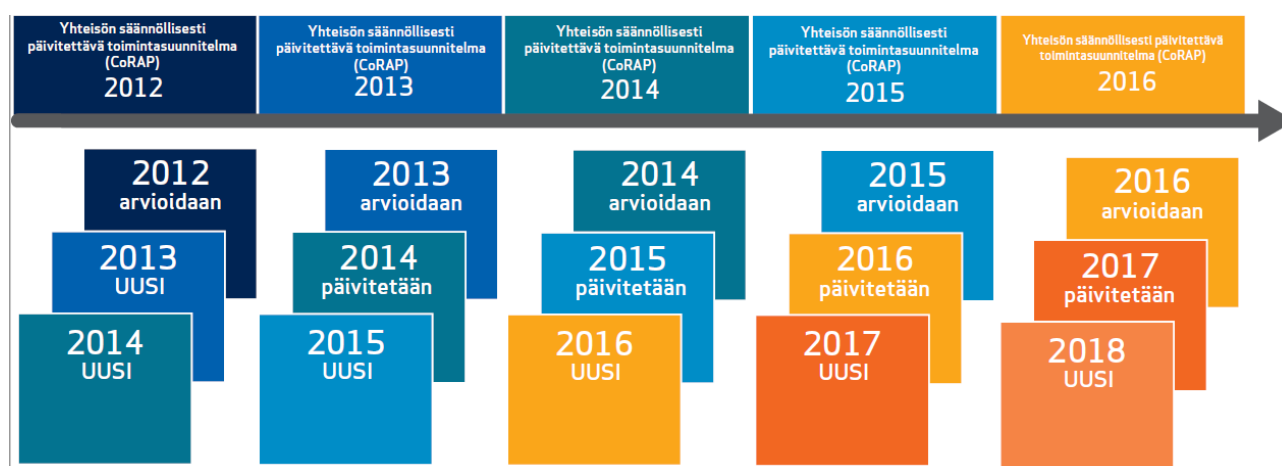 Yhteisön säännöllisesti
päivitettävä toimintasuunnitelma
(CoRAP)
2012
Yhteisön säännöllisesti
päivitettävä toimintasuunnitelma
(CoRAP)
2013
Yhteisön säännöllisesti
päivitettävä toimintasuunnitelma
(CoRAP)
2014
Yhteisön säännöllisesti
päivitettävä toimintasuunnitelma
(CoRAP)
2015
Yhteisön säännöllisesti päivitettävä
toimintasuunnitelma (CoRAP)
2016
2012
arvioidaan
2013
UUSI
2014
UUSI
2013
arvioidaan
2014
päivitetään
2015
UUSI
2014
arvioidaan
2015
päivitetään
2016
UUSI
2015
arvioidaan
2016
päivitetään
2017
UUSI
2016
arvioidaan
2017
päivitetään
2018
UUSI